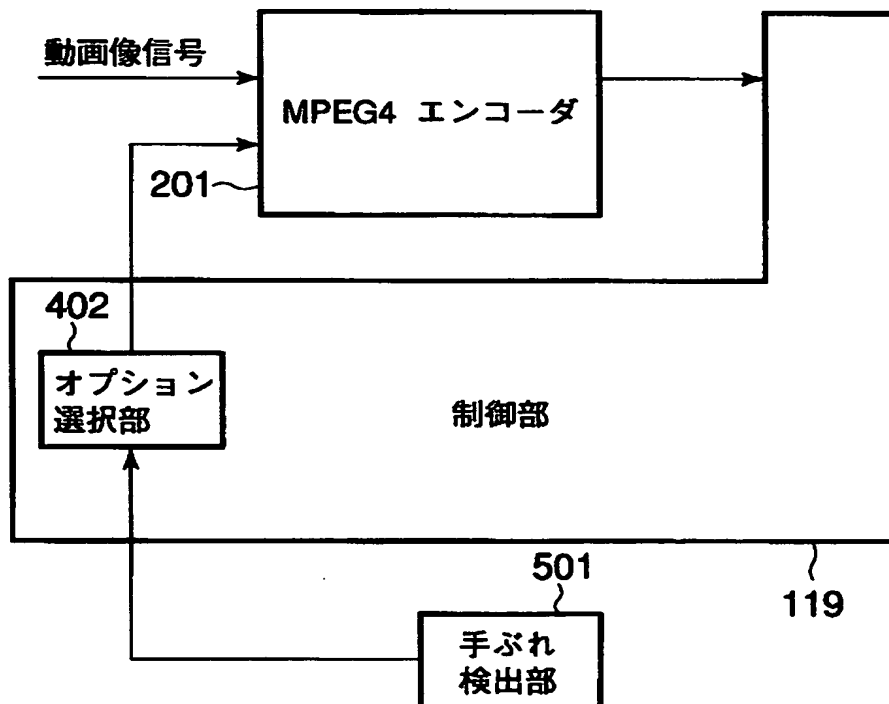 動画像信号
MPEG4 エンコーダ
201
402
オプション
選択部
制御部
501
119
手ぶれ
検出部